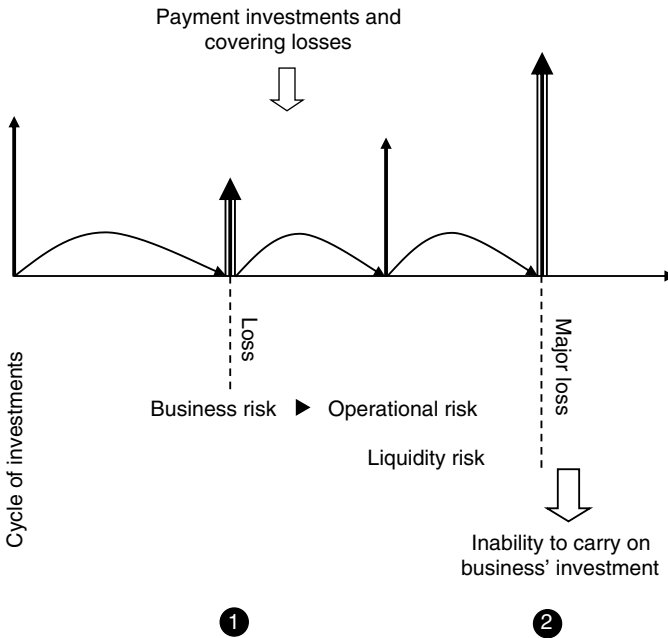 Payment investments and
covering losses
Loss
Major loss
Cycle of investments
Business risk ► Operational risk
Liquidity risk
Inability to carry on
business’ investment
1
2